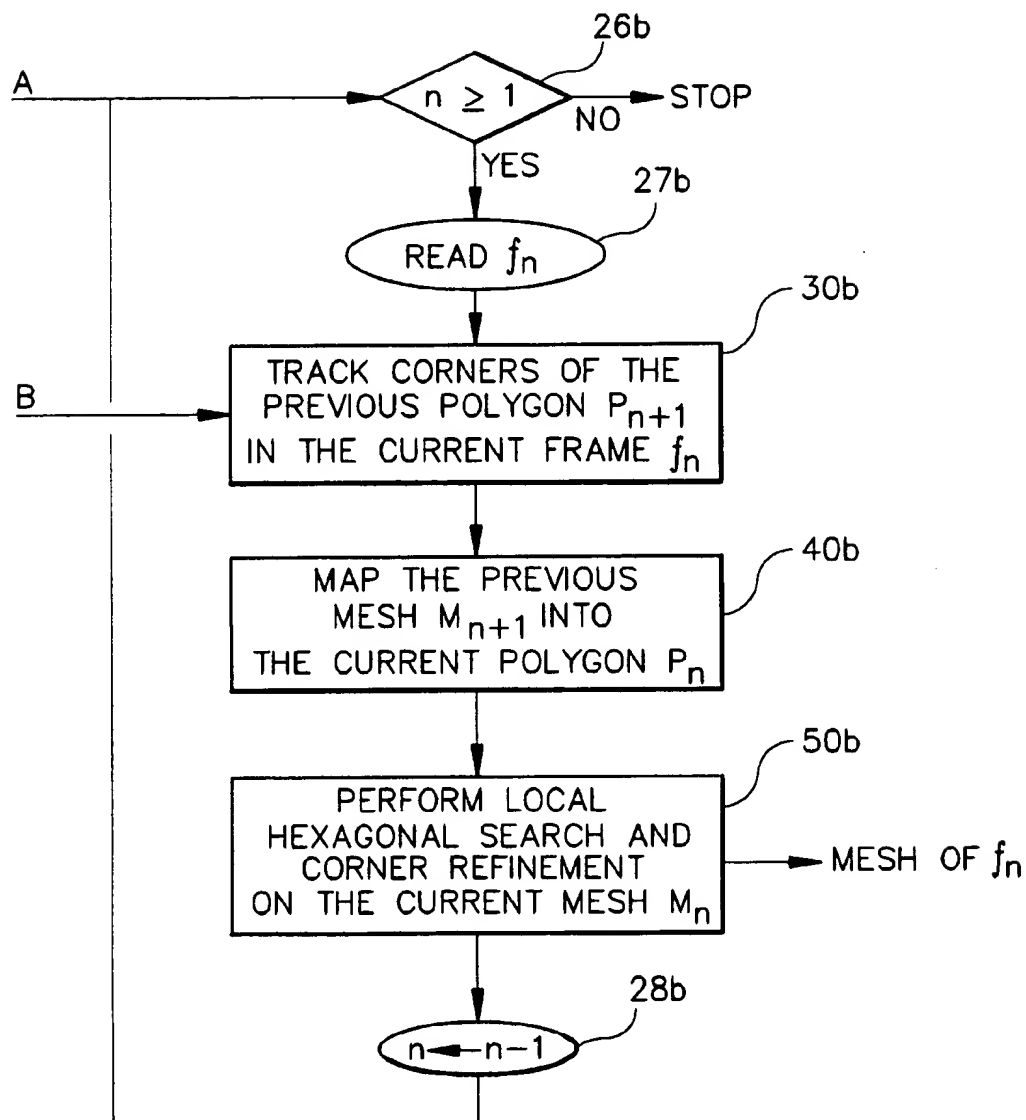 26b
A
n ≥ 1
NO
STOP
YES
27b
READ fn
30b
TRACK CORNERS OF THE
PREVIOUS POLYGON Pn+1
IN THE CURRENT FRAME fn
B
40b
MAP THE PREVIOUS
MESH Mn+1 INTO
THE CURRENT POLYGON Pn
50b
PERFORM LOCAL
HEXAGONAL SEARCH AND
CORNER REFINEMENT
ON THE CURRENT MESH Mn
MESH OF fn
28b
n←n-1